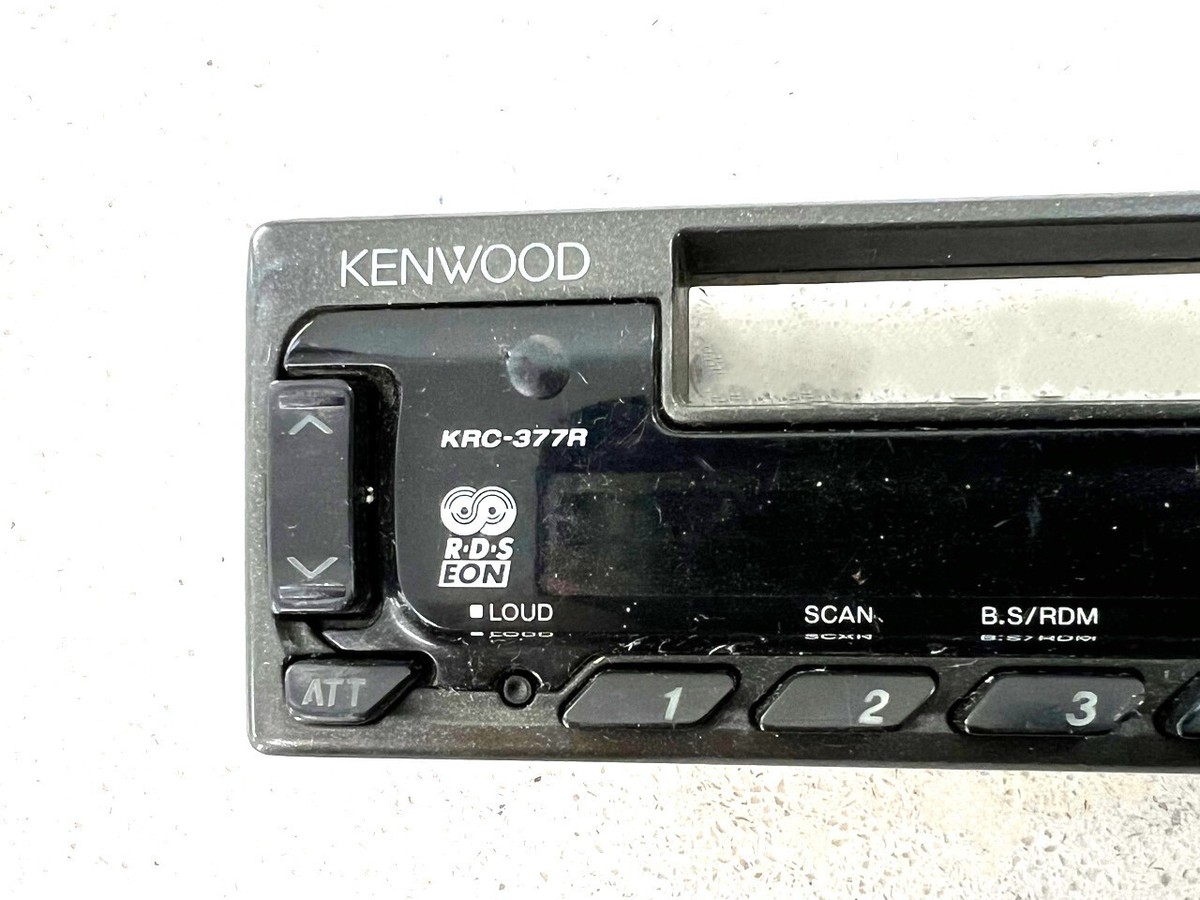 KENWOOD
KRC-377R
R·D·S
EON
LOUD
SCAN
B.S/RDM
ATT
1
2
3